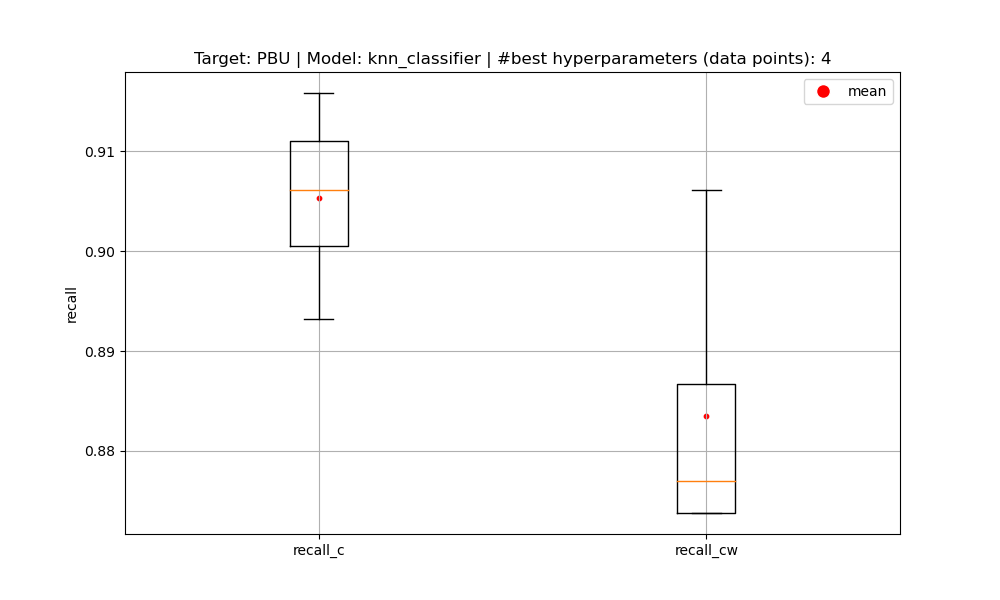 Target: PBU | Model: knn_classifier | #best hyperparameters (data points): 4
mean
0.91
0.90
0.89
0.88
recall
recall_c
recall_cw